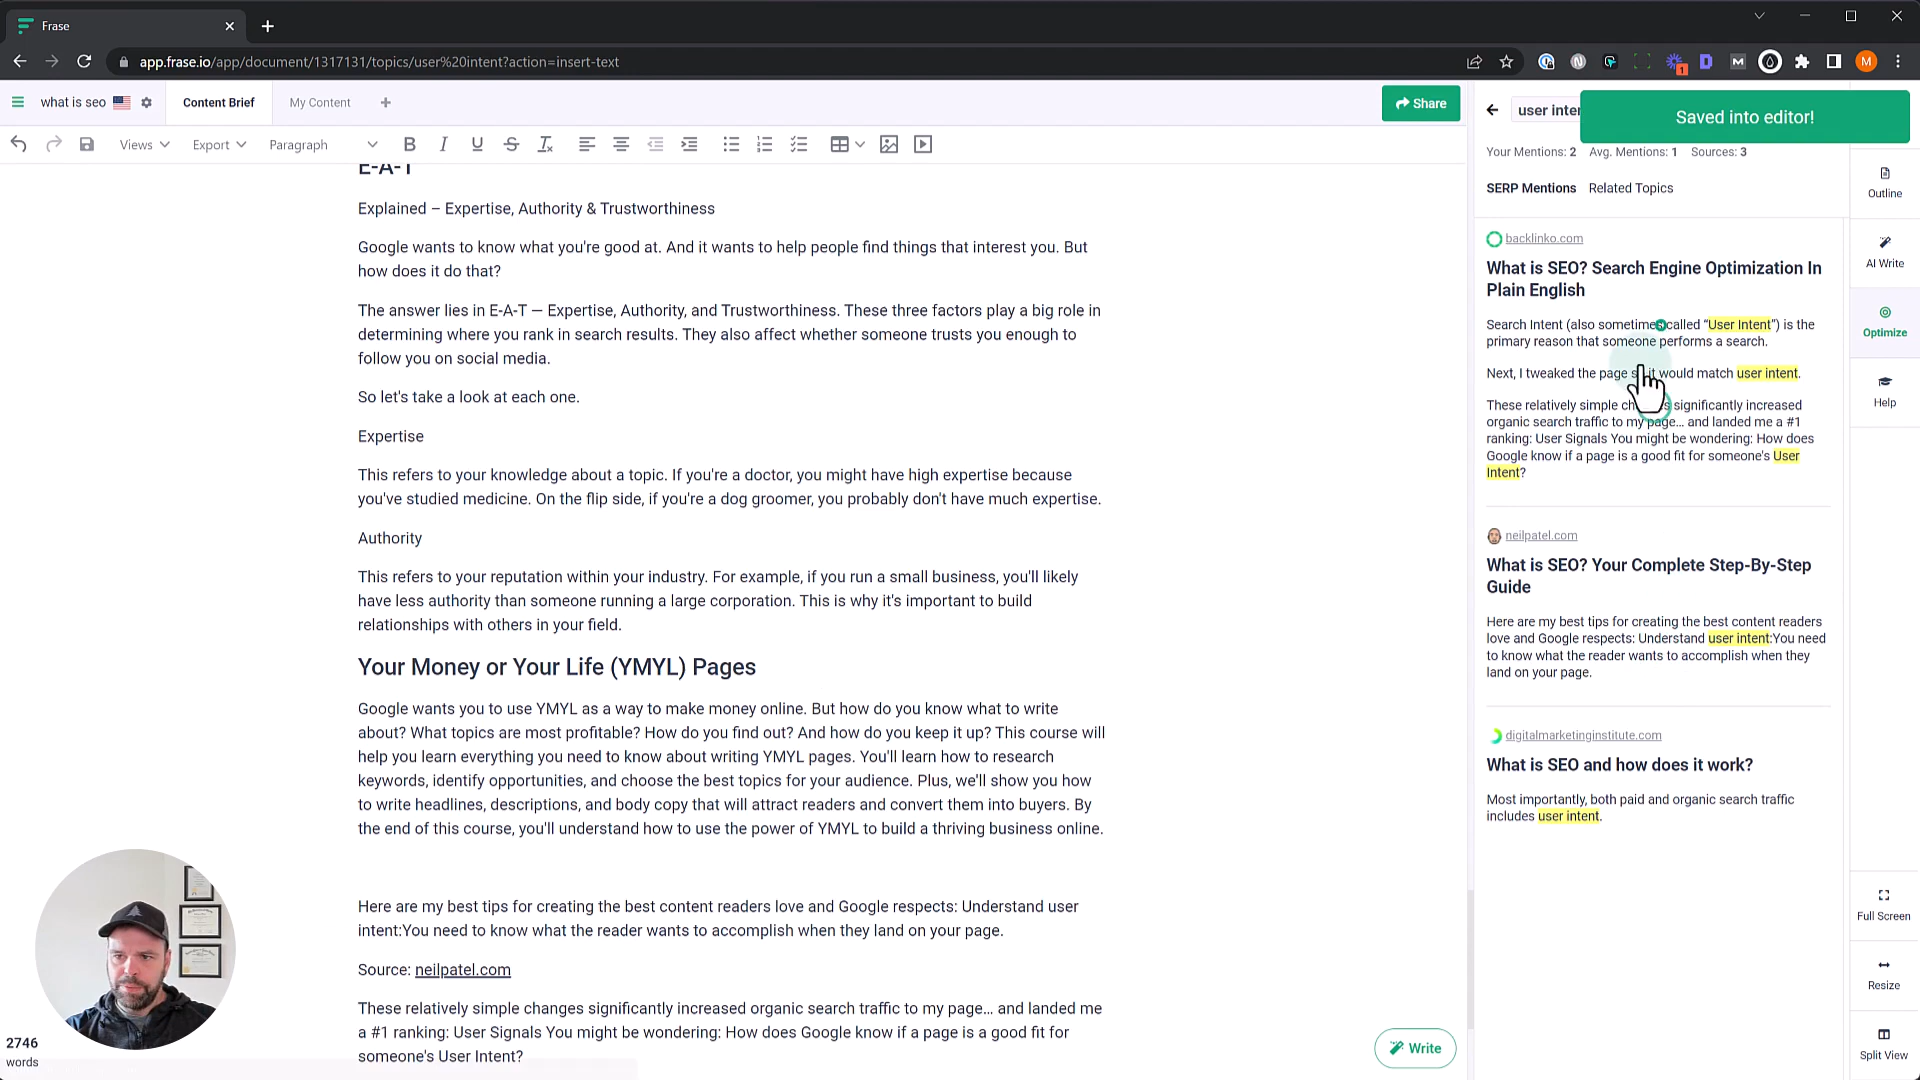 Frase
app.frase.io/app/document/1317131/topics/user%20intent?action=insert-text
1
M
what is seo
Content Brief
My Content
Share
Views
Export
Paragraph
E-A-T
Explained – Expertise, Authority & Trustworthiness
Google wants to know what you're good at. And it wants to help people find things that interest you. But
how does it do that?
The answer lies in E-A-T — Expertise, Authority, and Trustworthiness. These three factors play a big role in
determining where you rank in search results. They also affect whether someone trusts you enough to
follow you on social media.
So let's take a look at each one.
Expertise
This refers to your knowledge about a topic. If you're a doctor, you might have high expertise because
you've studied medicine. On the flip side, if you're a dog groomer, you probably don't have much expertise.
Authority
This refers to your reputation within your industry. For example, if you run a small business, you'll likely
have less authority than someone running a large corporation. This is why it's important to build
relationships with others in your field.
Your Money or Your Life (YMYL) Pages
Google wants you to use YMYL as a way to make money online. But how do you know what to write
about? What topics are most profitable? How do you find out? And how do you keep it up? This course will
help you learn everything you need to know about writing YMYL pages. You'll learn how to research
keywords, identify opportunities, and choose the best topics for your audience. Plus, we'll show you how
to write headlines, descriptions, and body copy that will attract readers and convert them into buyers. By
the end of this course, you'll understand how to use the power of YMYL to build a thriving business online.
Here are my best tips for creating the best content readers love and Google respects: Understand user
intent:You need to know what the reader wants to accomplish when they land on your page.
Source: neilpatel.com
These relatively simple changes significantly increased organic search traffic to my page… and landed me
a #1 ranking: User Signals You might be wondering: How does Google know if a page is a good fit for
someone's User Intent?
2746
words
Write
user inter
Saved into editor!
Your Mentions: 2 Avg. Mentions: 1 Sources: 3
SERP Mentions Related Topics
backlinko.com
What is SEO? Search Engine Optimization In
Plain English
Search Intent (also sometimes called “User Intent”) is the
primary reason that someone performs a search.
Next, I tweaked the page s it would match user intent.
These relatively simple ch s significantly increased
organic search traffic to my page… and landed me a #1
ranking: User Signals You might be wondering: How does
Google know if a page is a good fit for someone's User
Intent?
neilpatel.com
What is SEO? Your Complete Step-By-Step
Guide
Here are my best tips for creating the best content readers
love and Google respects: Understand user intent:You need
to know what the reader wants to accomplish when they
land on your page.
digitalmarketinginstitute.com
What is SEO and how does it work?
Most importantly, both paid and organic search traffic
includes user intent.
Outline
AI Write
Optimize
Help
Full Screen
Resize
Split View